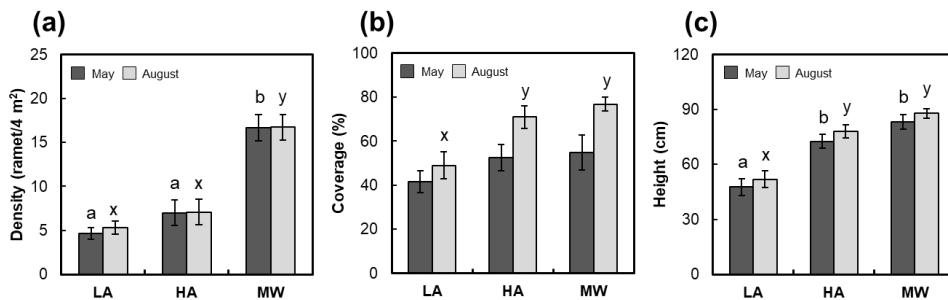 (a)
Density (ramet/4 m²)
25
20
15
10
5
0
May August
a x a x b y
LA HA MW
(b)
Coverage (%)
100
80
60
40
20
0
May August
x y y
LA HA MW
(c)
Height (cm)
120
90
60
30
0
May August
a x b y b y
LA HA MW